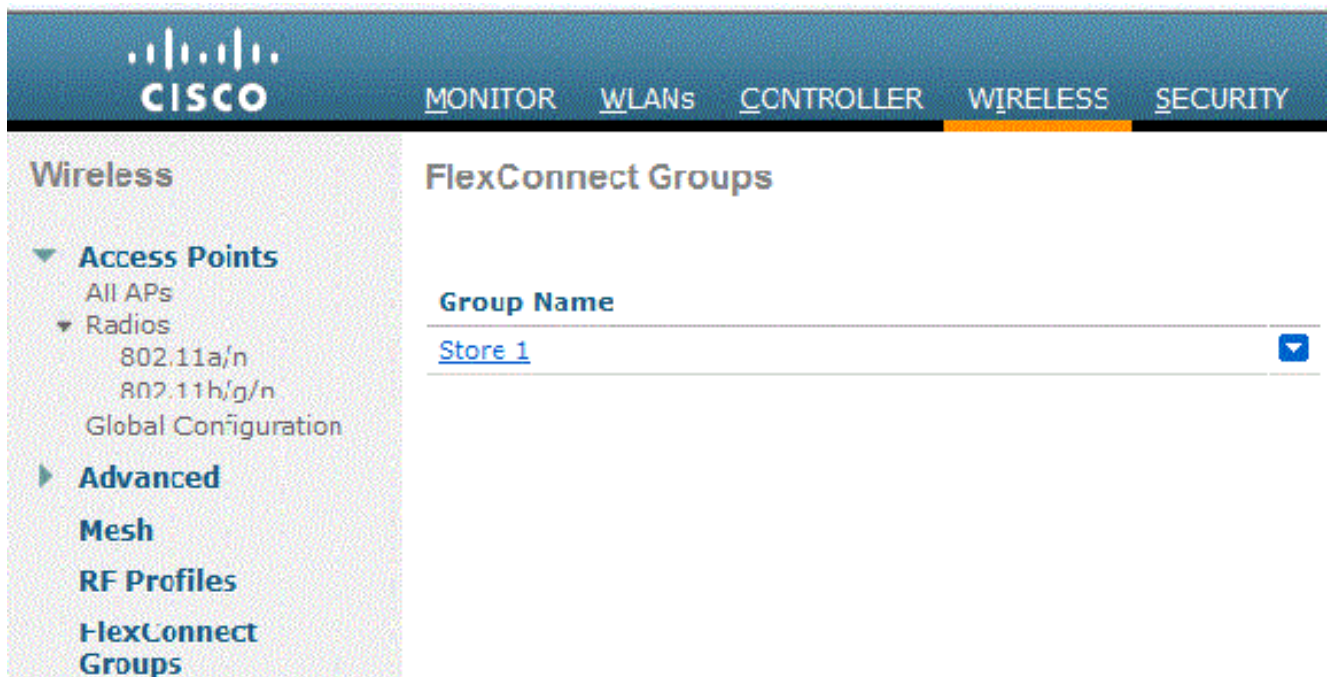 CISCO
MONITOR WLANs CONTROLLER WIRELESS SECURITY
Wireless
Access Points
All APs
Radios
802.11a/n
802.11b/g/n
Global Configuration
Advanced
Mesh
RF Profiles
FlexConnect
Groups
FlexConnect Groups
Group Name
Store 1